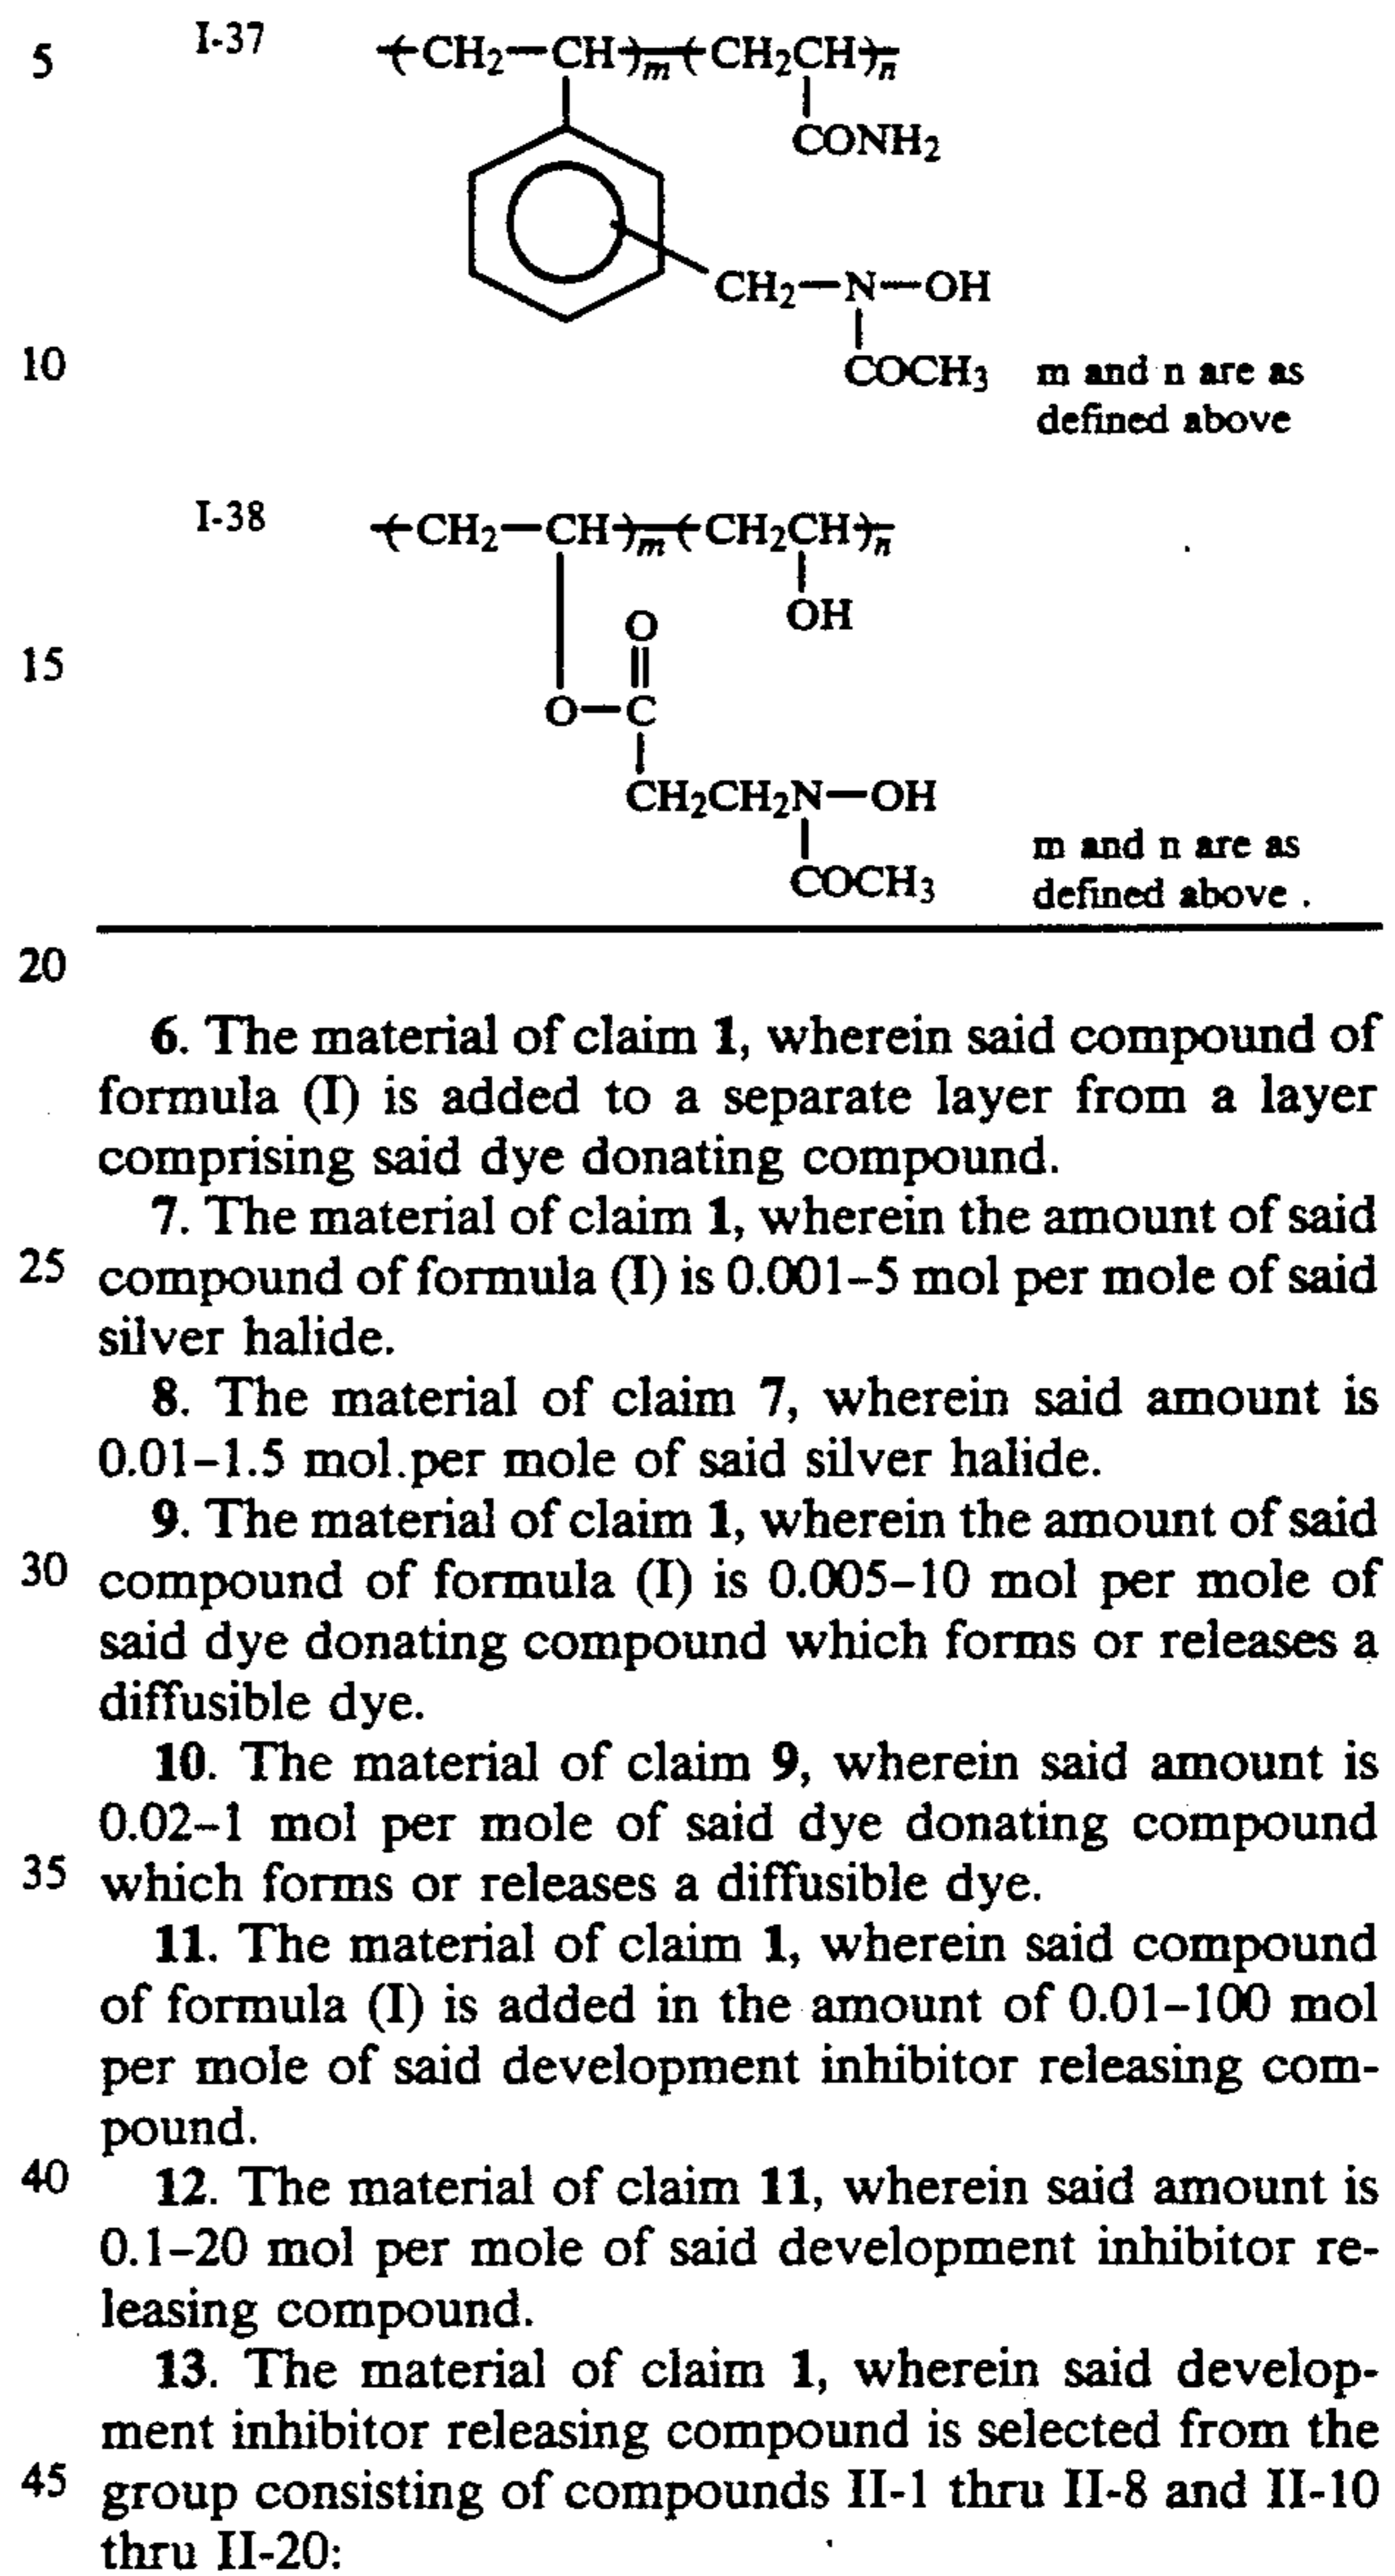 5 I-37 (CH2—CH)m(CH2CH)n
CONH2
CH2—N—OH
10 COCH3 m and n are as
defined above
I-38 (CH2—CH)m(CH2CH)n
O OH
15
O—C
CH2CH2N—OH
m and n are as
COCH3 defined above .
20
6. The material of claim 1, wherein said compound of
formula (I) is added to a separate layer from a layer
comprising said dye donating compound.
7. The material of claim 1, wherein the amount of said
25 compound of formula (I) is 0.001–5 mol per mole of said
silver halide.
8. The material of claim 7, wherein said amount is
0.01–1.5 mol.per mole of said silver halide.
9. The material of claim 1, wherein the amount of said
30 compound of formula (I) is 0.005–10 mol per mole of
said dye donating compound which forms or releases a
diffusible dye.
10. The material of claim 9, wherein said amount is
0.02–1 mol per mole of said dye donating compound
35 which forms or releases a diffusible dye.
11. The material of claim 1, wherein said compound
of formula (I) is added in the amount of 0.01–100 mol
per mole of said development inhibitor releasing com-
pound.
40 12. The material of claim 11, wherein said amount is
0.1–20 mol per mole of said development inhibitor re-
leasing compound.
13. The material of claim 1, wherein said develop-
ment inhibitor releasing compound is selected from the
45 group consisting of compounds II-1 thru II-8 and II-10
thru II-20: